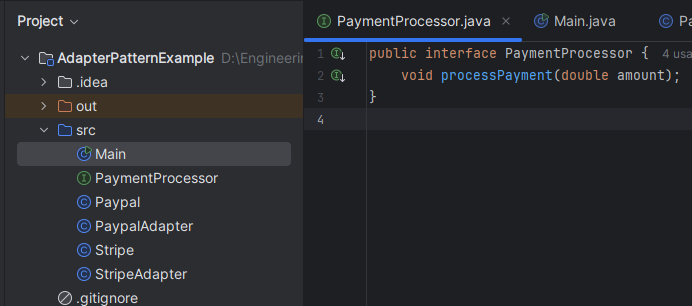 Project
AdapterPatternExample D:\Engineerin
.idea
out
src
Main
PaymentProcessor
Paypal
PaypalAdapter
Stripe
StripeAdapter
.gitignore
PaymentProcessor.java
Main.java
Pa
1 public interface PaymentProcessor { 4 usa
2 void processPayment(double amount);
3 }
4